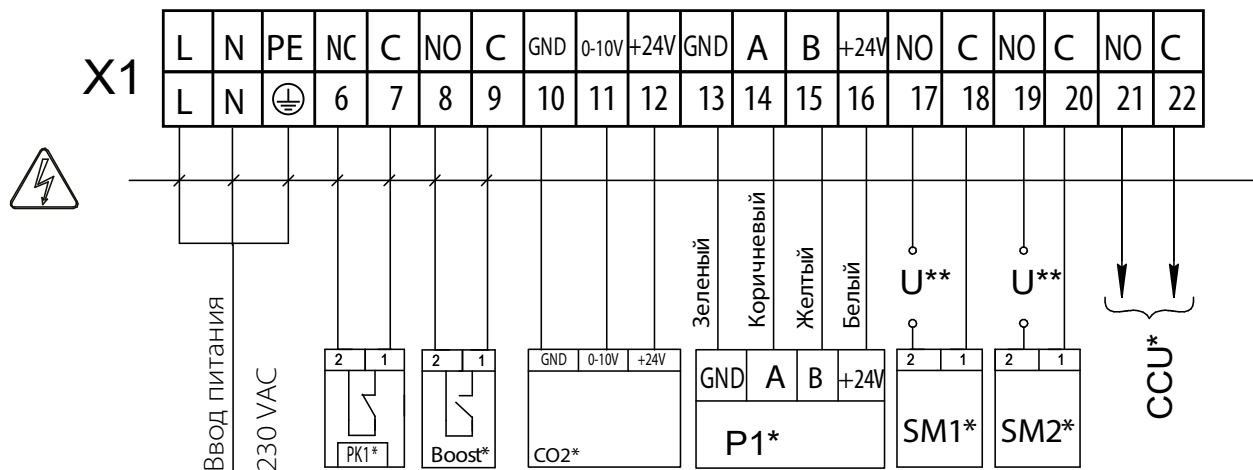 X1
L N PE NC C NO C GND 0-10V +24V GND A B +24V NO C NO C NO C
L N 6 7 8 9 10 11 12 13 14 15 16 17 18 19 20 21 22
Зеленый
Коричневый
Желтый
Белый
U**
U**
Ввод питания
230 VAC
2 1
PK1*
2 1
Boost*
GND 0-10V +24V
CO2*
GND A B +24V
P1*
2 1
SM1*
2 1
SM2*
CCU*